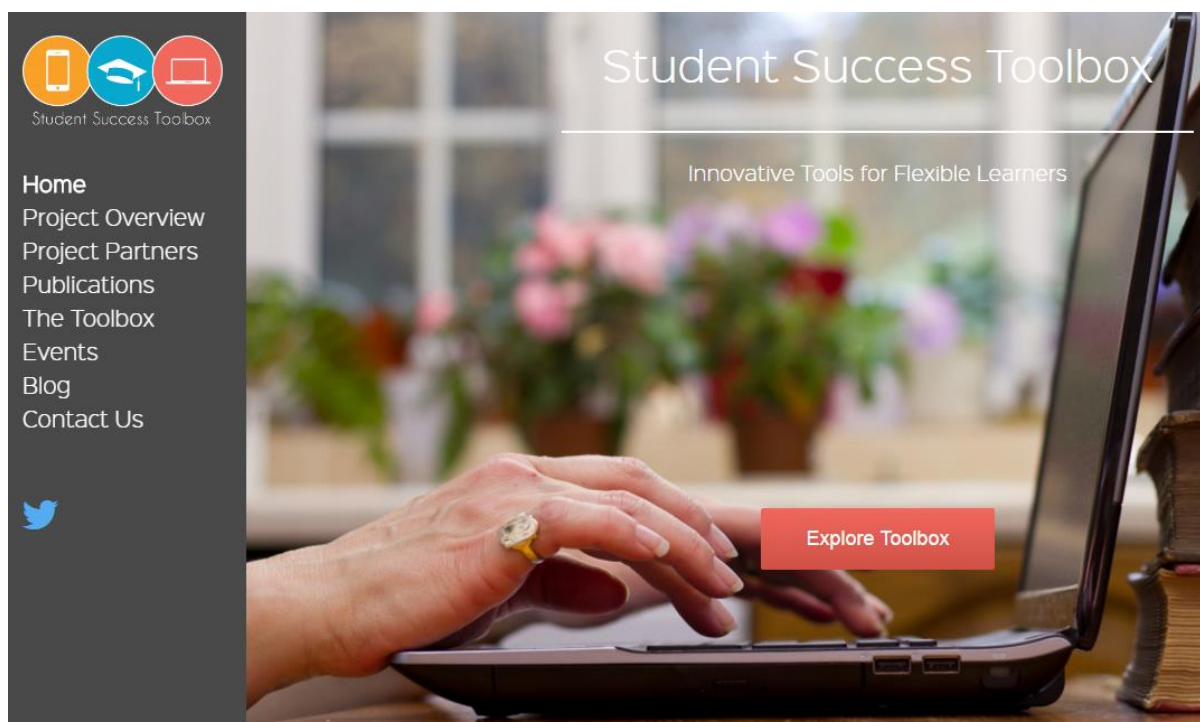 Student Success Toolbox
Home
Project Overview
Project Partners
Publications
The Toolbox
Events
Blog
Contact Us
Student Success Toolbox
Innovative Tools for Flexible Learners
Explore Toolbox